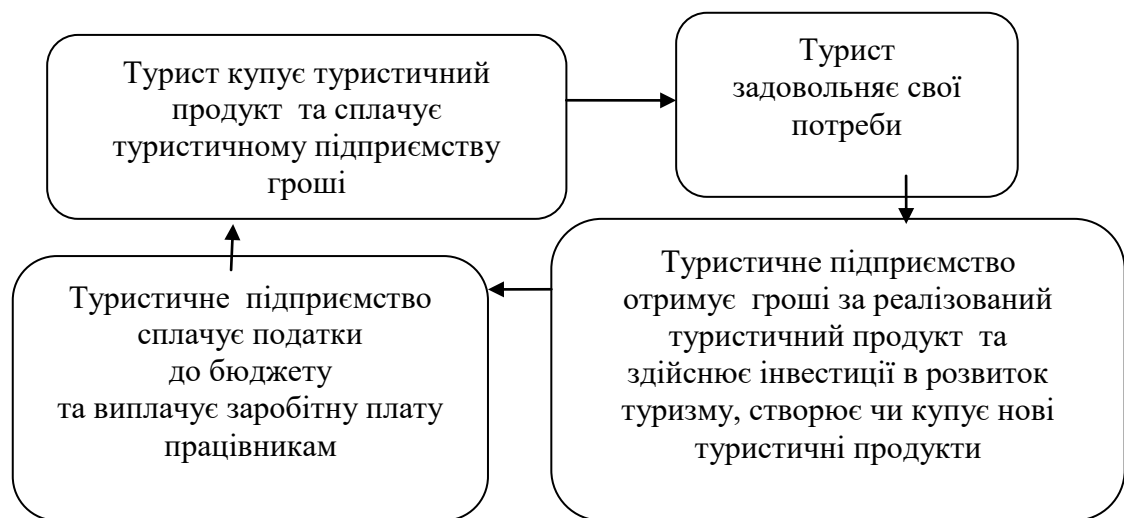 Турист купує туристичний
продукт та сплачує
туристичному підприємству
гроші
Турист
задовольняє свої
потреби
Туристичне підприємство
отримує гроші за реалізований
туристичний продукт та
здійснює інвестиції в розвиток
туризму, створює чи купує нові
туристичні продукти
Туристичне підприємство
сплачує податки
до бюджету
та виплачує заробітну плату
працівникам